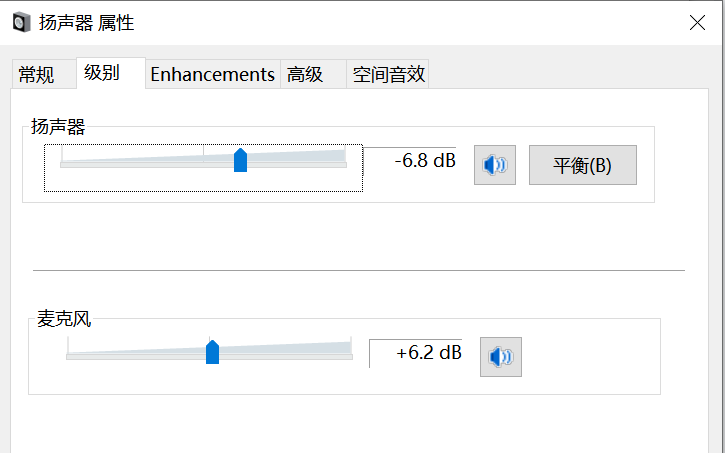 扬声器 属性
常规 级别 Enhancements 高级 空间音效
扬声器
-6.8 dB 平衡(B)
麦克风
+6.2 dB